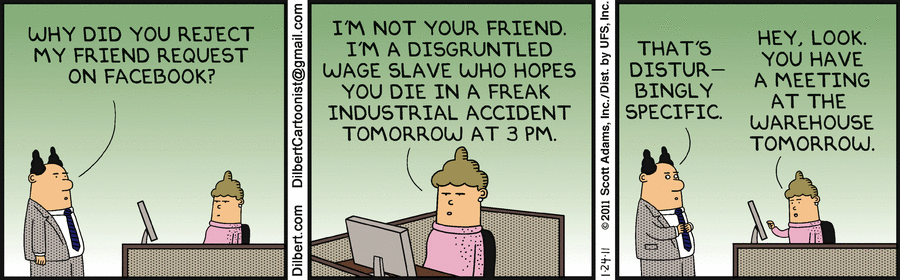 WHY DID YOU REJECT
MY FRIEND REQUEST
ON FACEBOOK?
Dilbert.com DilbertCartoonist@gmail.com
I'M NOT YOUR FRIEND.
I'M A DISGRUNTLED
WAGE SLAVE WHO HOPES
YOU DIE IN A FREAK
INDUSTRIAL ACCIDENT
TOMORROW AT 3 PM.
1-24-11 © 2011 Scott Adams, Inc./Dist. by UFS, Inc.
THAT'S
DISTUR-
BINGLY
SPECIFIC.
HEY, LOOK.
YOU HAVE
A MEETING
AT THE
WAREHOUSE
TOMORROW.